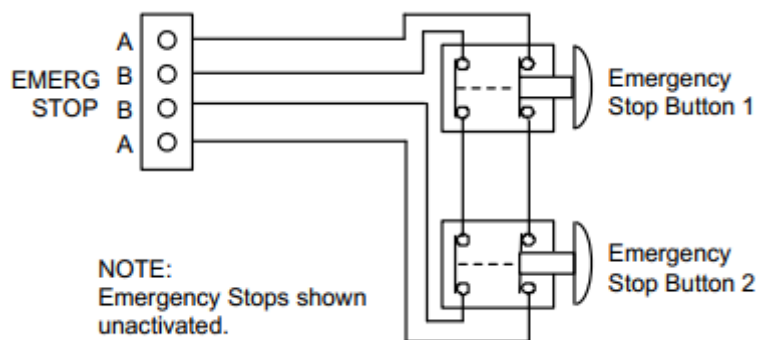 A
EMERG B
STOP B
A
Emergency
Stop Button 1
Emergency
Stop Button 2
NOTE:
Emergency Stops shown
unactivated.